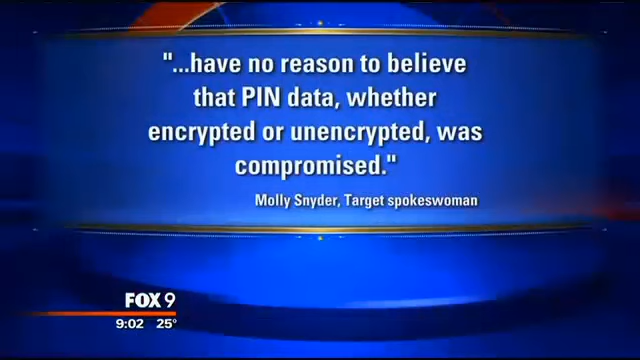 "...have no reason to believe
that PIN data, whether
encrypted or unencrypted, was
compromised."
Molly Snyder, Target spokeswoman
FOX 9
9:02 25°